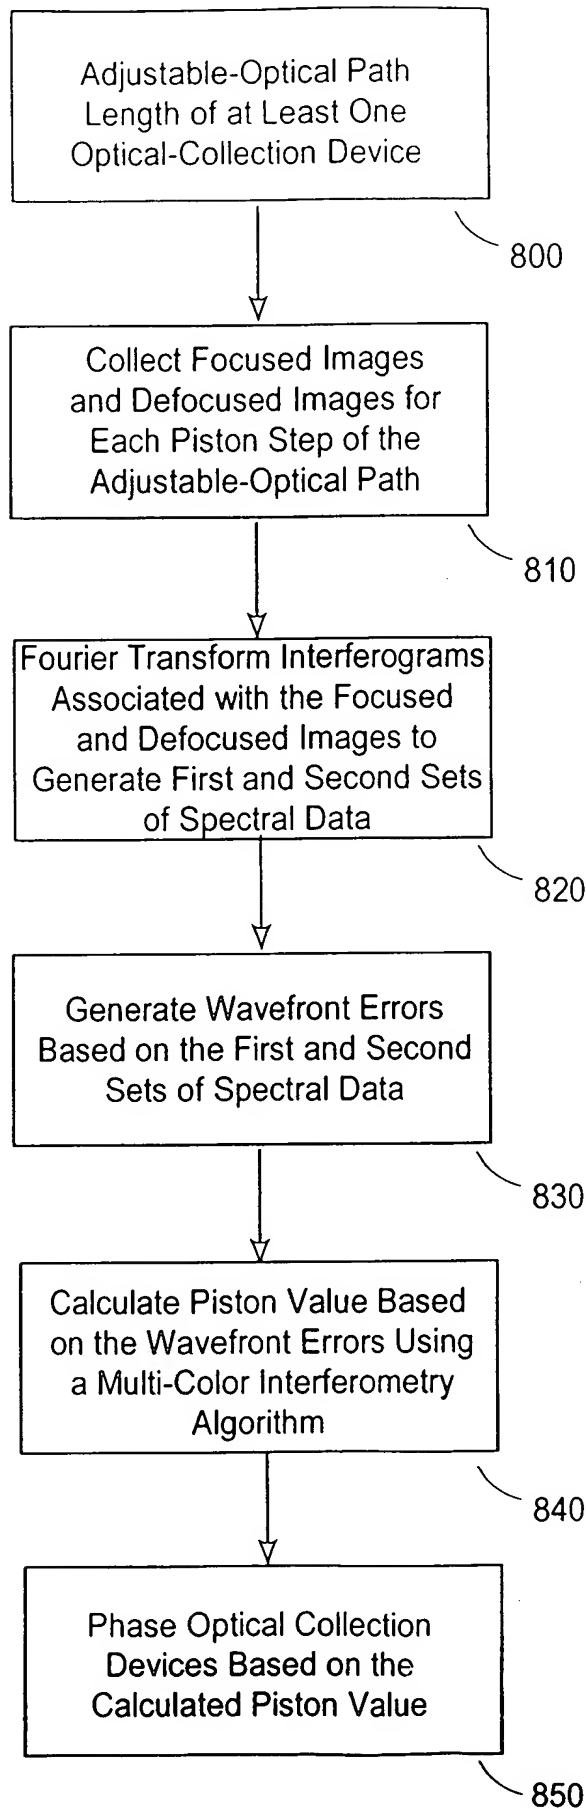 Adjustable-Optical Path
Length of at Least One
Optical-Collection Device
800
Collect Focused Images
and Defocused Images for
Each Piston Step of the
Adjustable-Optical Path
810
Fourier Transform Interferograms
Associated with the Focused
and Defocused Images to
Generate First and Second Sets
of Spectral Data
820
Generate Wavefront Errors
Based on the First and Second
Sets of Spectral Data
830
Calculate Piston Value Based
on the Wavefront Errors Using
a Multi-Color Interferometry
Algorithm
840
Phase Optical Collection
Devices Based on the
Calculated Piston Value
850